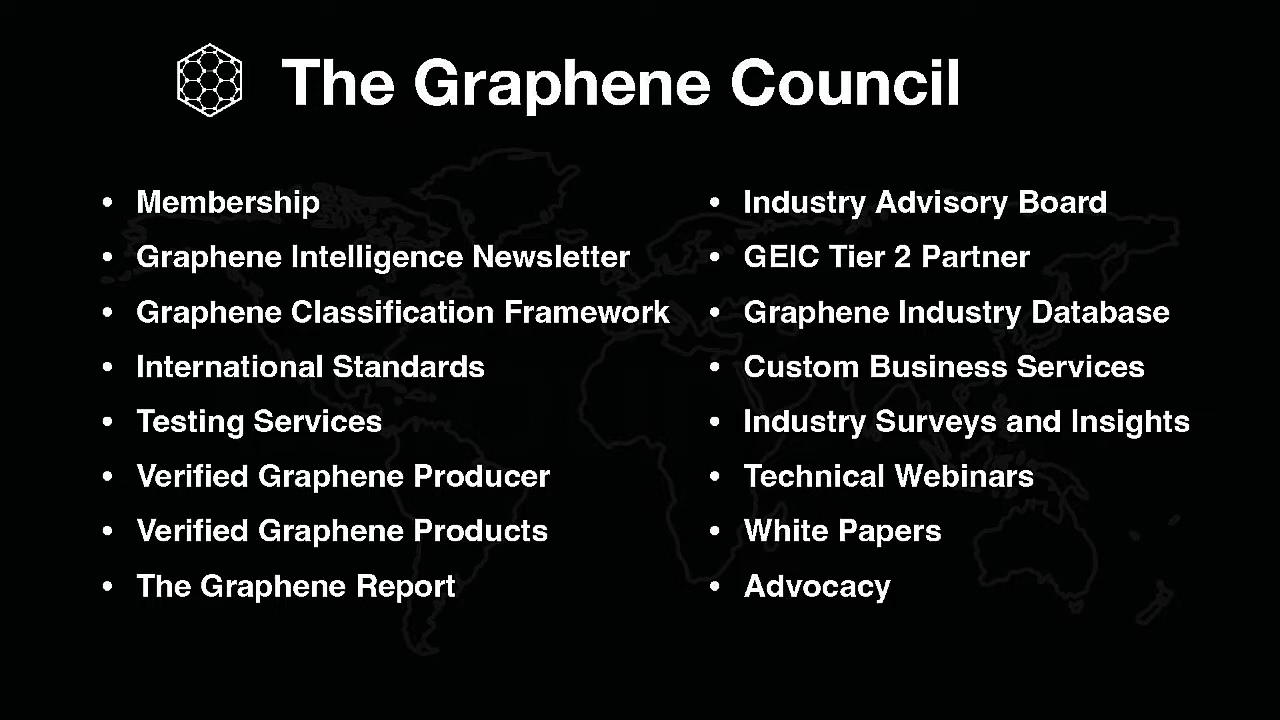 The Graphene Council
• Membership
• Graphene Intelligence Newsletter
• Graphene Classification Framework
• International Standards
• Testing Services
• Verified Graphene Producer
• Verified Graphene Products
• The Graphene Report
• Industry Advisory Board
• GEIC Tier 2 Partner
• Graphene Industry Database
• Custom Business Services
• Industry Surveys and Insights
• Technical Webinars
• White Papers
• Advocacy